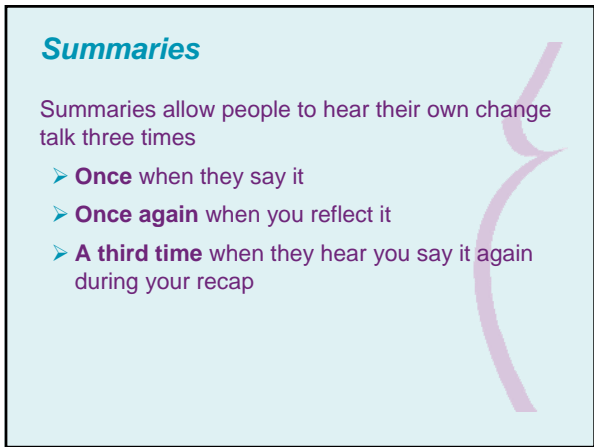 Summaries
Summaries allow people to hear their own change
talk three times
➢ Once when they say it
➢ Once again when you reflect it
➢ A third time when they hear you say it again
during your recap